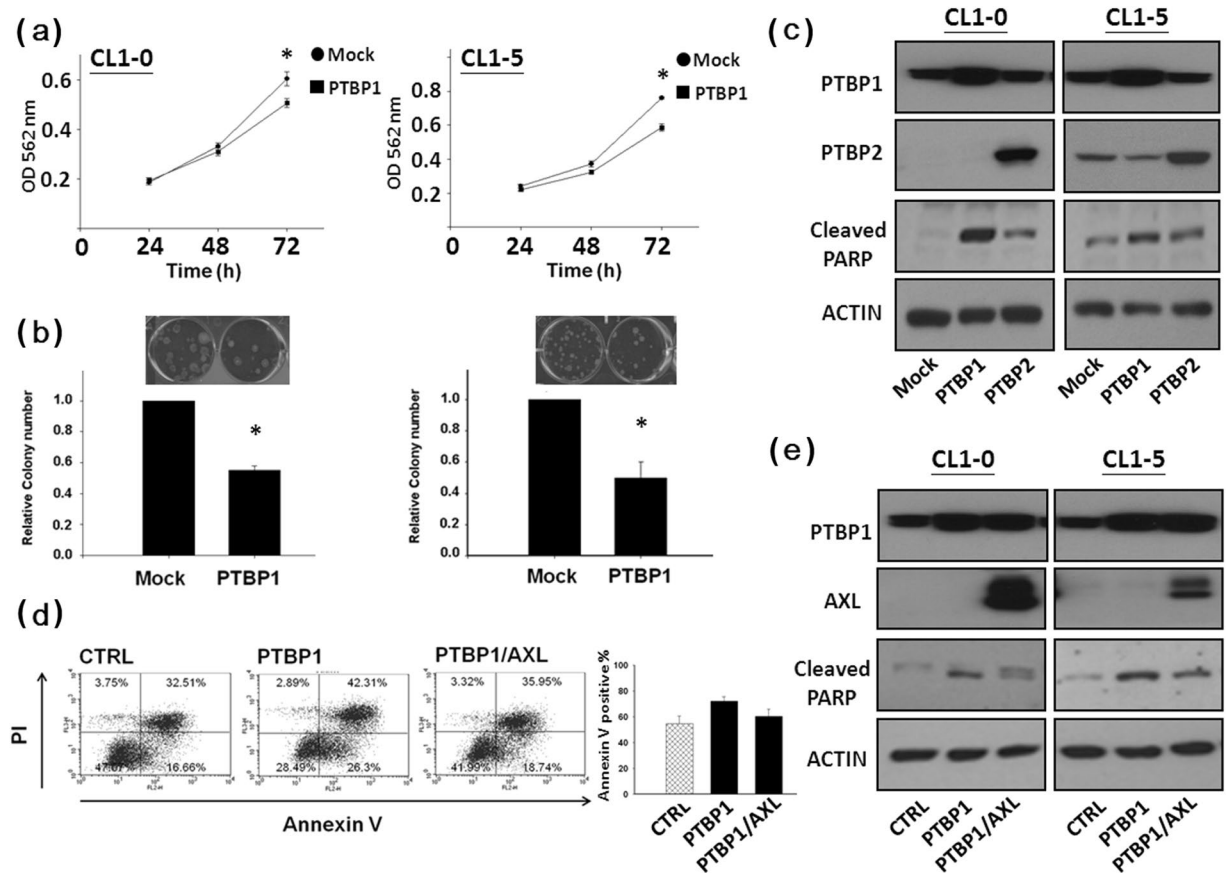 (a)
CL1-0
* Mock
PTBP1
OD 562 nm
0.6
0.4
0.2
0 24 48 72
Time (h)
CL1-5
* Mock
PTBP1
OD 562 nm
0.8
0.6
0.4
0.2
0 24 48 72
Time (h)
(b)
Relative Colony number
1.0
0.8
0.6
0.4
0.2
0.0
*
Mock PTBP1
Relative Colony number
1.0
0.8
0.6
0.4
0.2
0.0
*
Mock PTBP1
(c)
CL1-0 CL1-5
PTBP1
PTBP2
Cleaved
PARP
ACTIN
Mock PTBP1 PTBP2 Mock PTBP1 PTBP2
(d)
PI
CTRL
3.75% 32.51%
16.66%
FL2-H
PTBP1
2.89% 42.31%
28.49% 26.3%
FL2-H
PTBP1/AXL
3.32% 35.95%
41.99% 18.74%
FL2-H
Annexin V
Annexin V positive %
100
80
60
40
20
0
CTRL PTBP1 PTBP1/AXL
(e)
CL1-0 CL1-5
PTBP1
AXL
Cleaved
PARP
ACTIN
CTRL PTBP1 PTBP1/AXL CTRL PTBP1 PTBP1/AXL